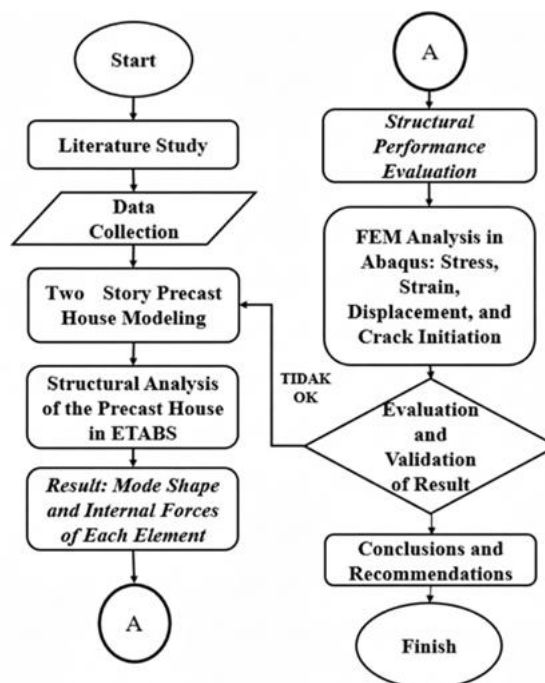 Start
Literature Study
Data
Collection
Two Story Precast
House Modeling
Structural Analysis
of the Precast House
in ETABS
Result: Mode Shape
and Internal Forces
of Each Element
A
A
Structural
Performance
Evaluation
FEM Analysis in
Abaqus: Stress,
Strain,
Displacement, and
Crack Initiation
TIDAK
OK
Evaluation
and
Validation
of Result
Conclusions and
Recommendations
Finish